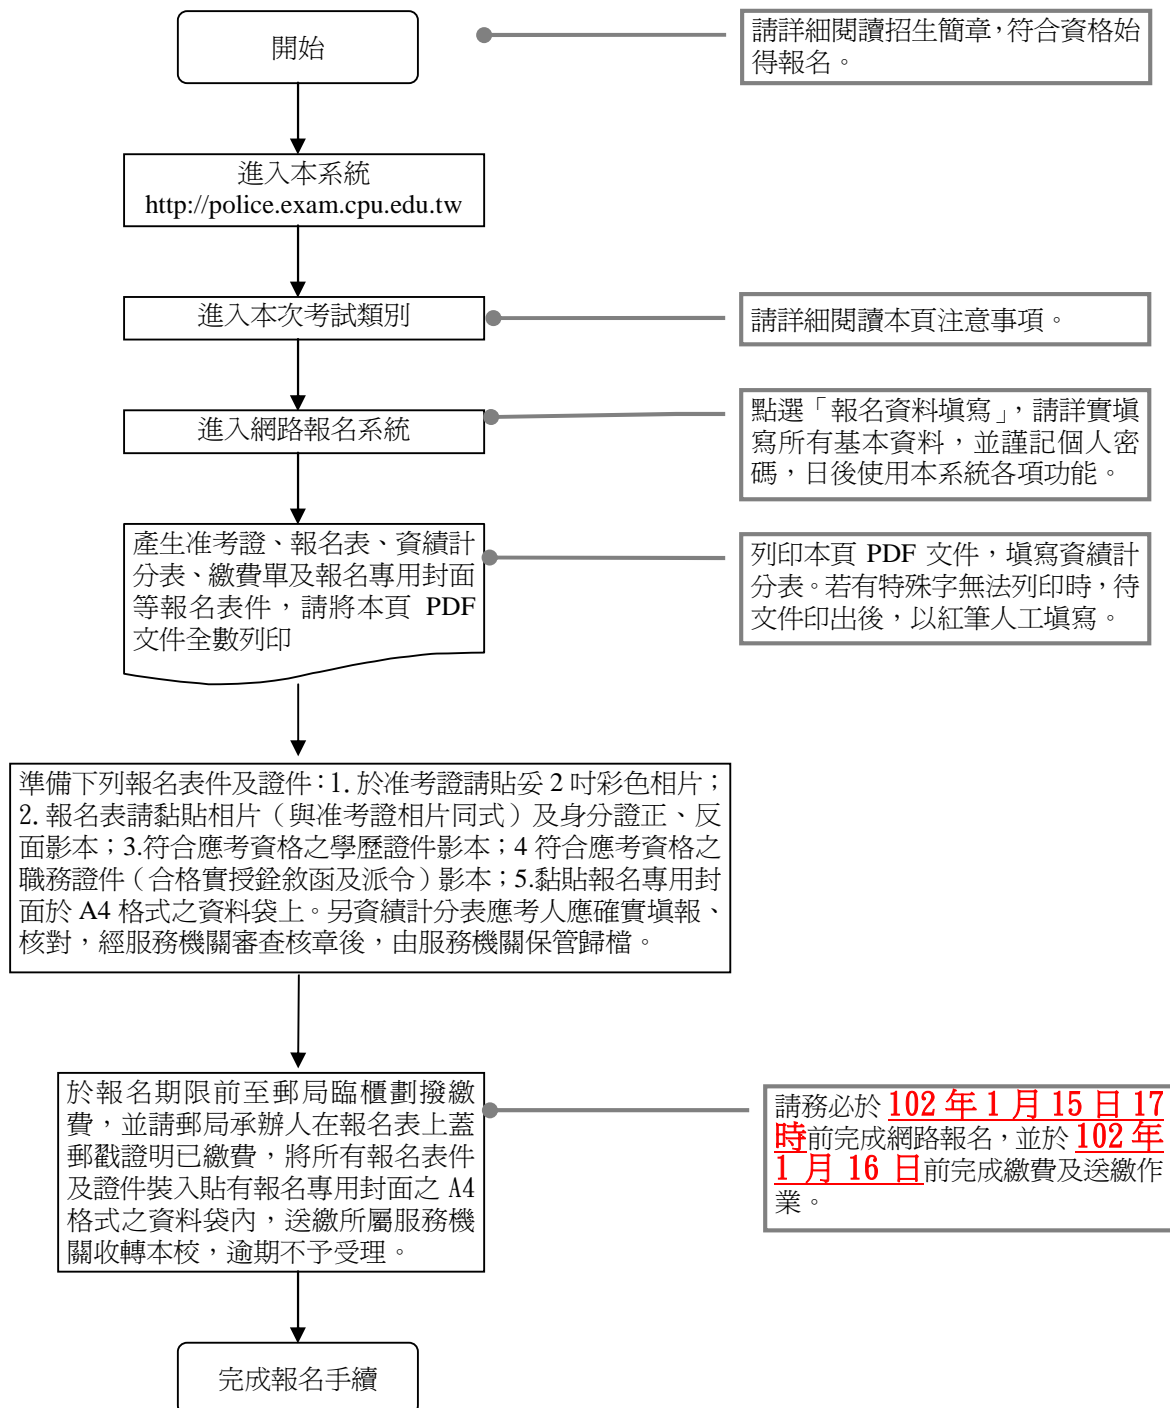 開始
請詳細閱讀招生簡章，符合資格始
得報名。
進入本系統
http://police.exam.cpu.edu.tw
進入本次考試類別
請詳細閱讀本頁注意事項。
進入網路報名系統
點選「報名資料填寫」，請詳實填
寫所有基本資料，並謹記個人密
碼，日後使用本系統各項功能。
產生准考證、報名表、資績計
分表、繳費單及報名專用封面
等報名表件，請將本頁 PDF
文件全數列印
列印本頁 PDF 文件，填寫資績計
分表。若有特殊字無法列印時，待
文件印出後，以紅筆人工填寫。
準備下列報名表件及證件：1. 於准考證請貼妥 2 吋彩色相片；
2. 報名表請黏貼相片（與准考證相片同式）及身分證正、反
面影本；3.符合應考資格之學歷證件影本；4 符合應考資格之
職務證件（合格實授銓敘函及派令）影本；5.黏貼報名專用封
面於 A4 格式之資料袋上。另資績計分表應考人應確實填報、
核對，經服務機關審查核章後，由服務機關保管歸檔。
於報名期限前至郵局臨櫃劃撥繳
費，並請郵局承辦人在報名表上蓋
郵戳證明已繳費，將所有報名表件
及證件裝入貼有報名專用封面之 A4
格式之資料袋內，送繳所屬服務機
關收轉本校，逾期不予受理。
請務必於 102 年 1 月 15 日 17
時前完成網路報名，並於 102 年
1 月 16 日前完成繳費及送繳作
業。
完成報名手續